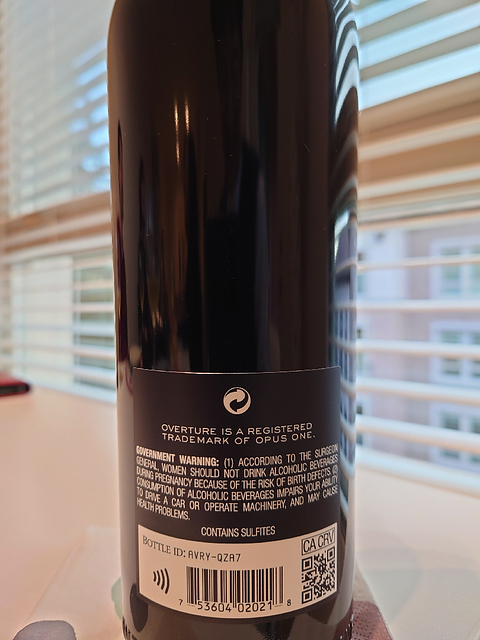 OVERTURE IS A REGISTERED
TRADEMARK OF OPUS ONE.
GOVERNMENT WARNING: (1) ACCORDING TO THE SURGEON
GENERAL, WOMEN SHOULD NOT DRINK ALCOHOLIC BEVERAGES
DURING PREGNANCY BECAUSE OF THE RISK OF BIRTH DEFECTS. (2)
CONSUMPTION OF ALCOHOLIC BEVERAGES IMPAIRS YOUR ABILITY
TO DRIVE A CAR OR OPERATE MACHINERY, AND MAY CAUSE
HEALTH PROBLEMS.
CONTAINS SULFITES
BOTTLE ID: AVRY-QZA7
CA CRV
7 53604 02021 8